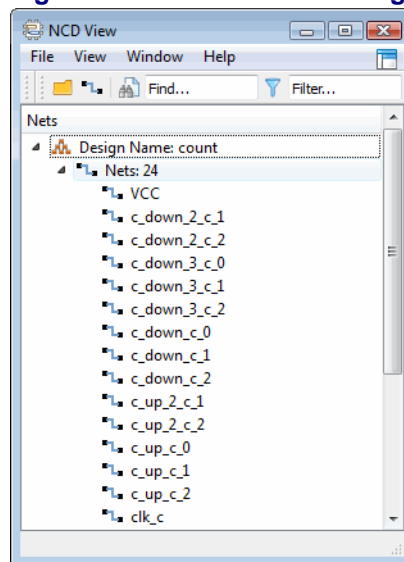 NCD View
File View Window Help
Find... Filter...
Nets
Design Name: count
Nets: 24
VCC
c_down_2_c_1
c_down_2_c_2
c_down_3_c_0
c_down_3_c_1
c_down_3_c_2
c_down_c_0
c_down_c_1
c_down_c_2
c_up_2_c_1
c_up_2_c_2
c_up_c_0
c_up_c_1
c_up_c_2
clk_c